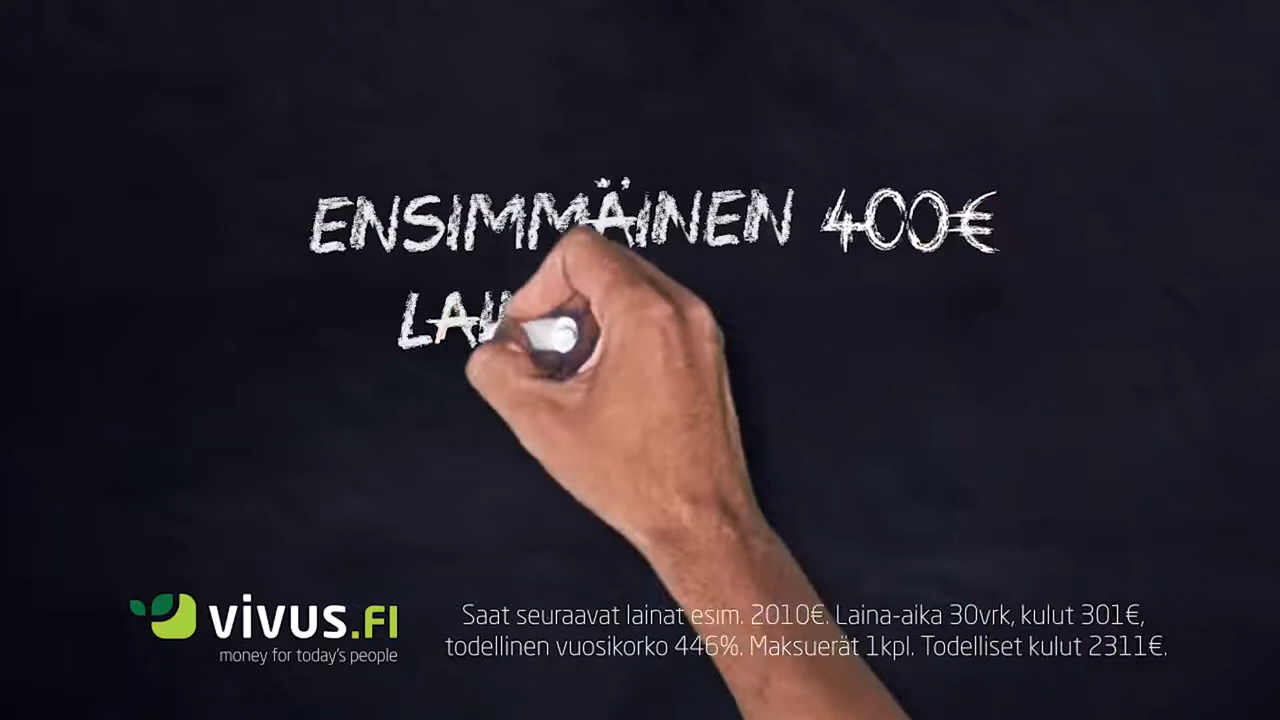 ENSIMMÄINEN 400€
LAI
vivus.FI
money for today's people
Saat seuraavat lainat esim. 2010€. Laina-aika 30vrk, kulut 301€,
todellinen vuosikorko 446%. Maksuerät 1kpl. Todelliset kulut 2311€.